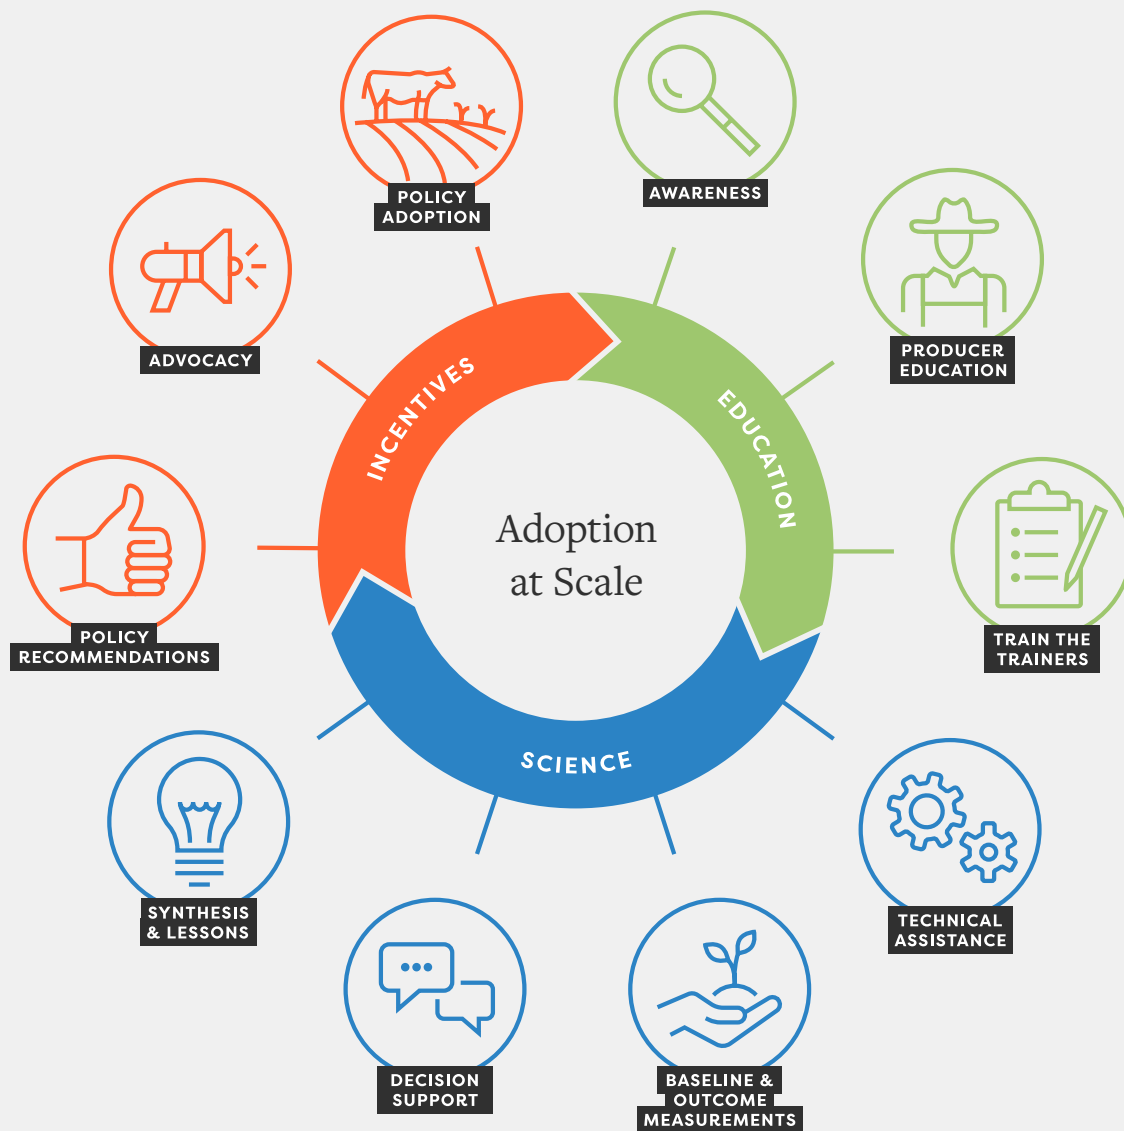 POLICY
ADOPTION
AWARENESS
ADVOCACY
PRODUCER
EDUCATION
INCENTIVES
EDUCATION
Adoption
at Scale
POLICY
RECOMMENDATIONS
TRAIN THE
TRAINERS
SCIENCE
SYNTHESIS
& LESSONS
TECHNICAL
ASSISTANCE
DECISION
SUPPORT
BASELINE &
OUTCOME
MEASUREMENTS